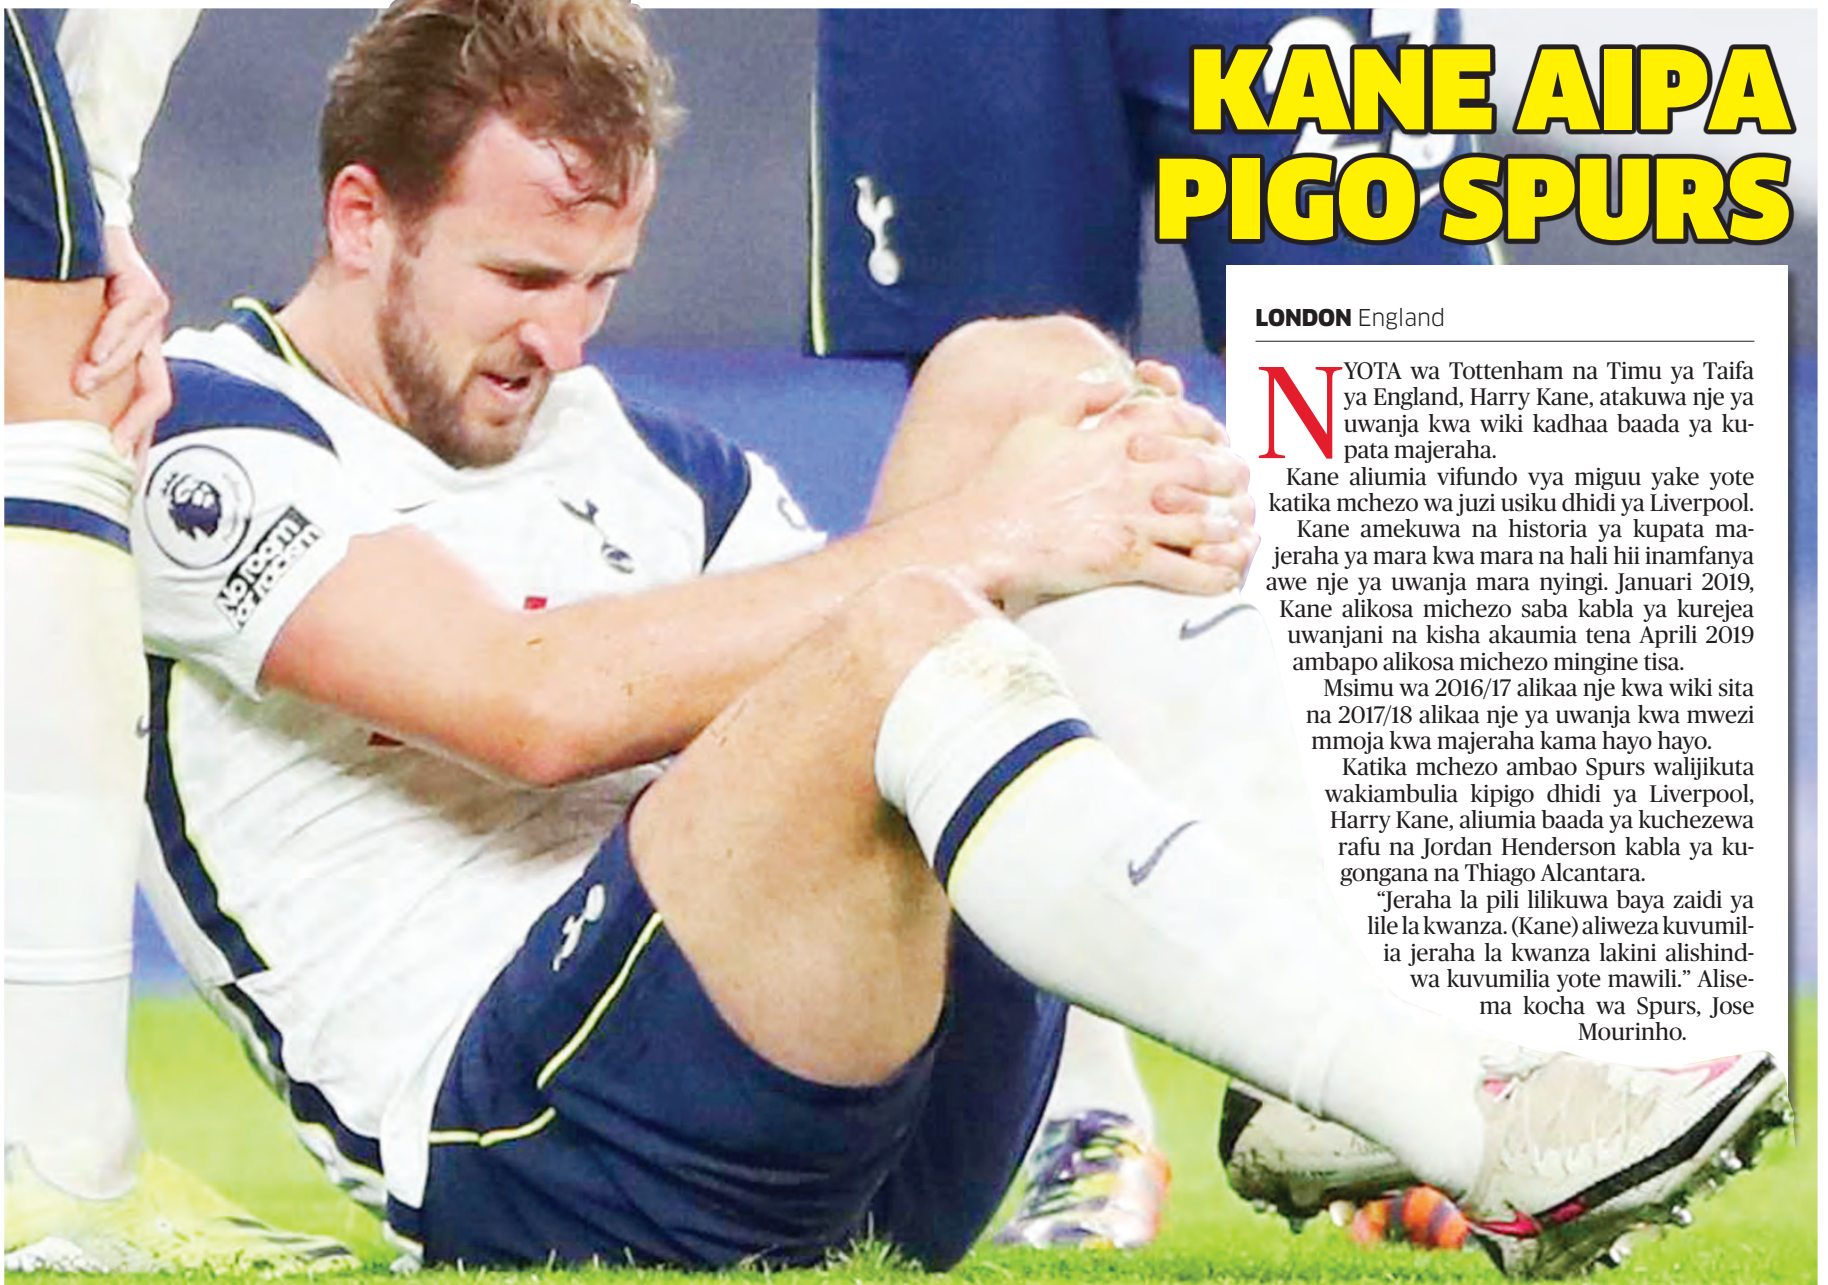 KANE AIPA
PIGO SPURS
LONDON England
NYOTA wa Tottenham na Timu ya Taifa
ya England, Harry Kane, atakuwa nje ya
uwanja kwa wiki kadhaa baada ya ku-
pata majeraha.
Kane aliumia vifundo vya miguu yake yote
katika mchezo wa juzi usiku dhidi ya Liverpool.
Kane amekuwa na historia ya kupata ma-
jeraha ya mara kwa mara na hali hii inamfanya
awe nje ya uwanja mara nyingi. Januari 2019,
Kane alikosa michezo saba kabla ya kurejea
uwanjani na kisha akaumia tena Aprili 2019
ambapo alikosa michezo mingine tisa.
Msimu wa 2016/17 alikaa nje kwa wiki sita
na 2017/18 alikaa nje ya uwanja kwa mwezi
mmoja kwa majeraha kama hayo hayo.
Katika mchezo ambao Spurs walijikuta
wakiambulia kipigo dhidi ya Liverpool,
Harry Kane, aliumia baada ya kuchezewa
rafu na Jordan Henderson kabla ya ku-
gongana na Thiago Alcantara.
“Jeraha la pili lilikuwa baya zaidi ya
lile la kwanza. (Kane) aliweza kuvumil-
ia jeraha la kwanza lakini alishind-
wa kuvumilia yote mawili.” Alise-
ma kocha wa Spurs, Jose
Mourinho.
No room
for racism